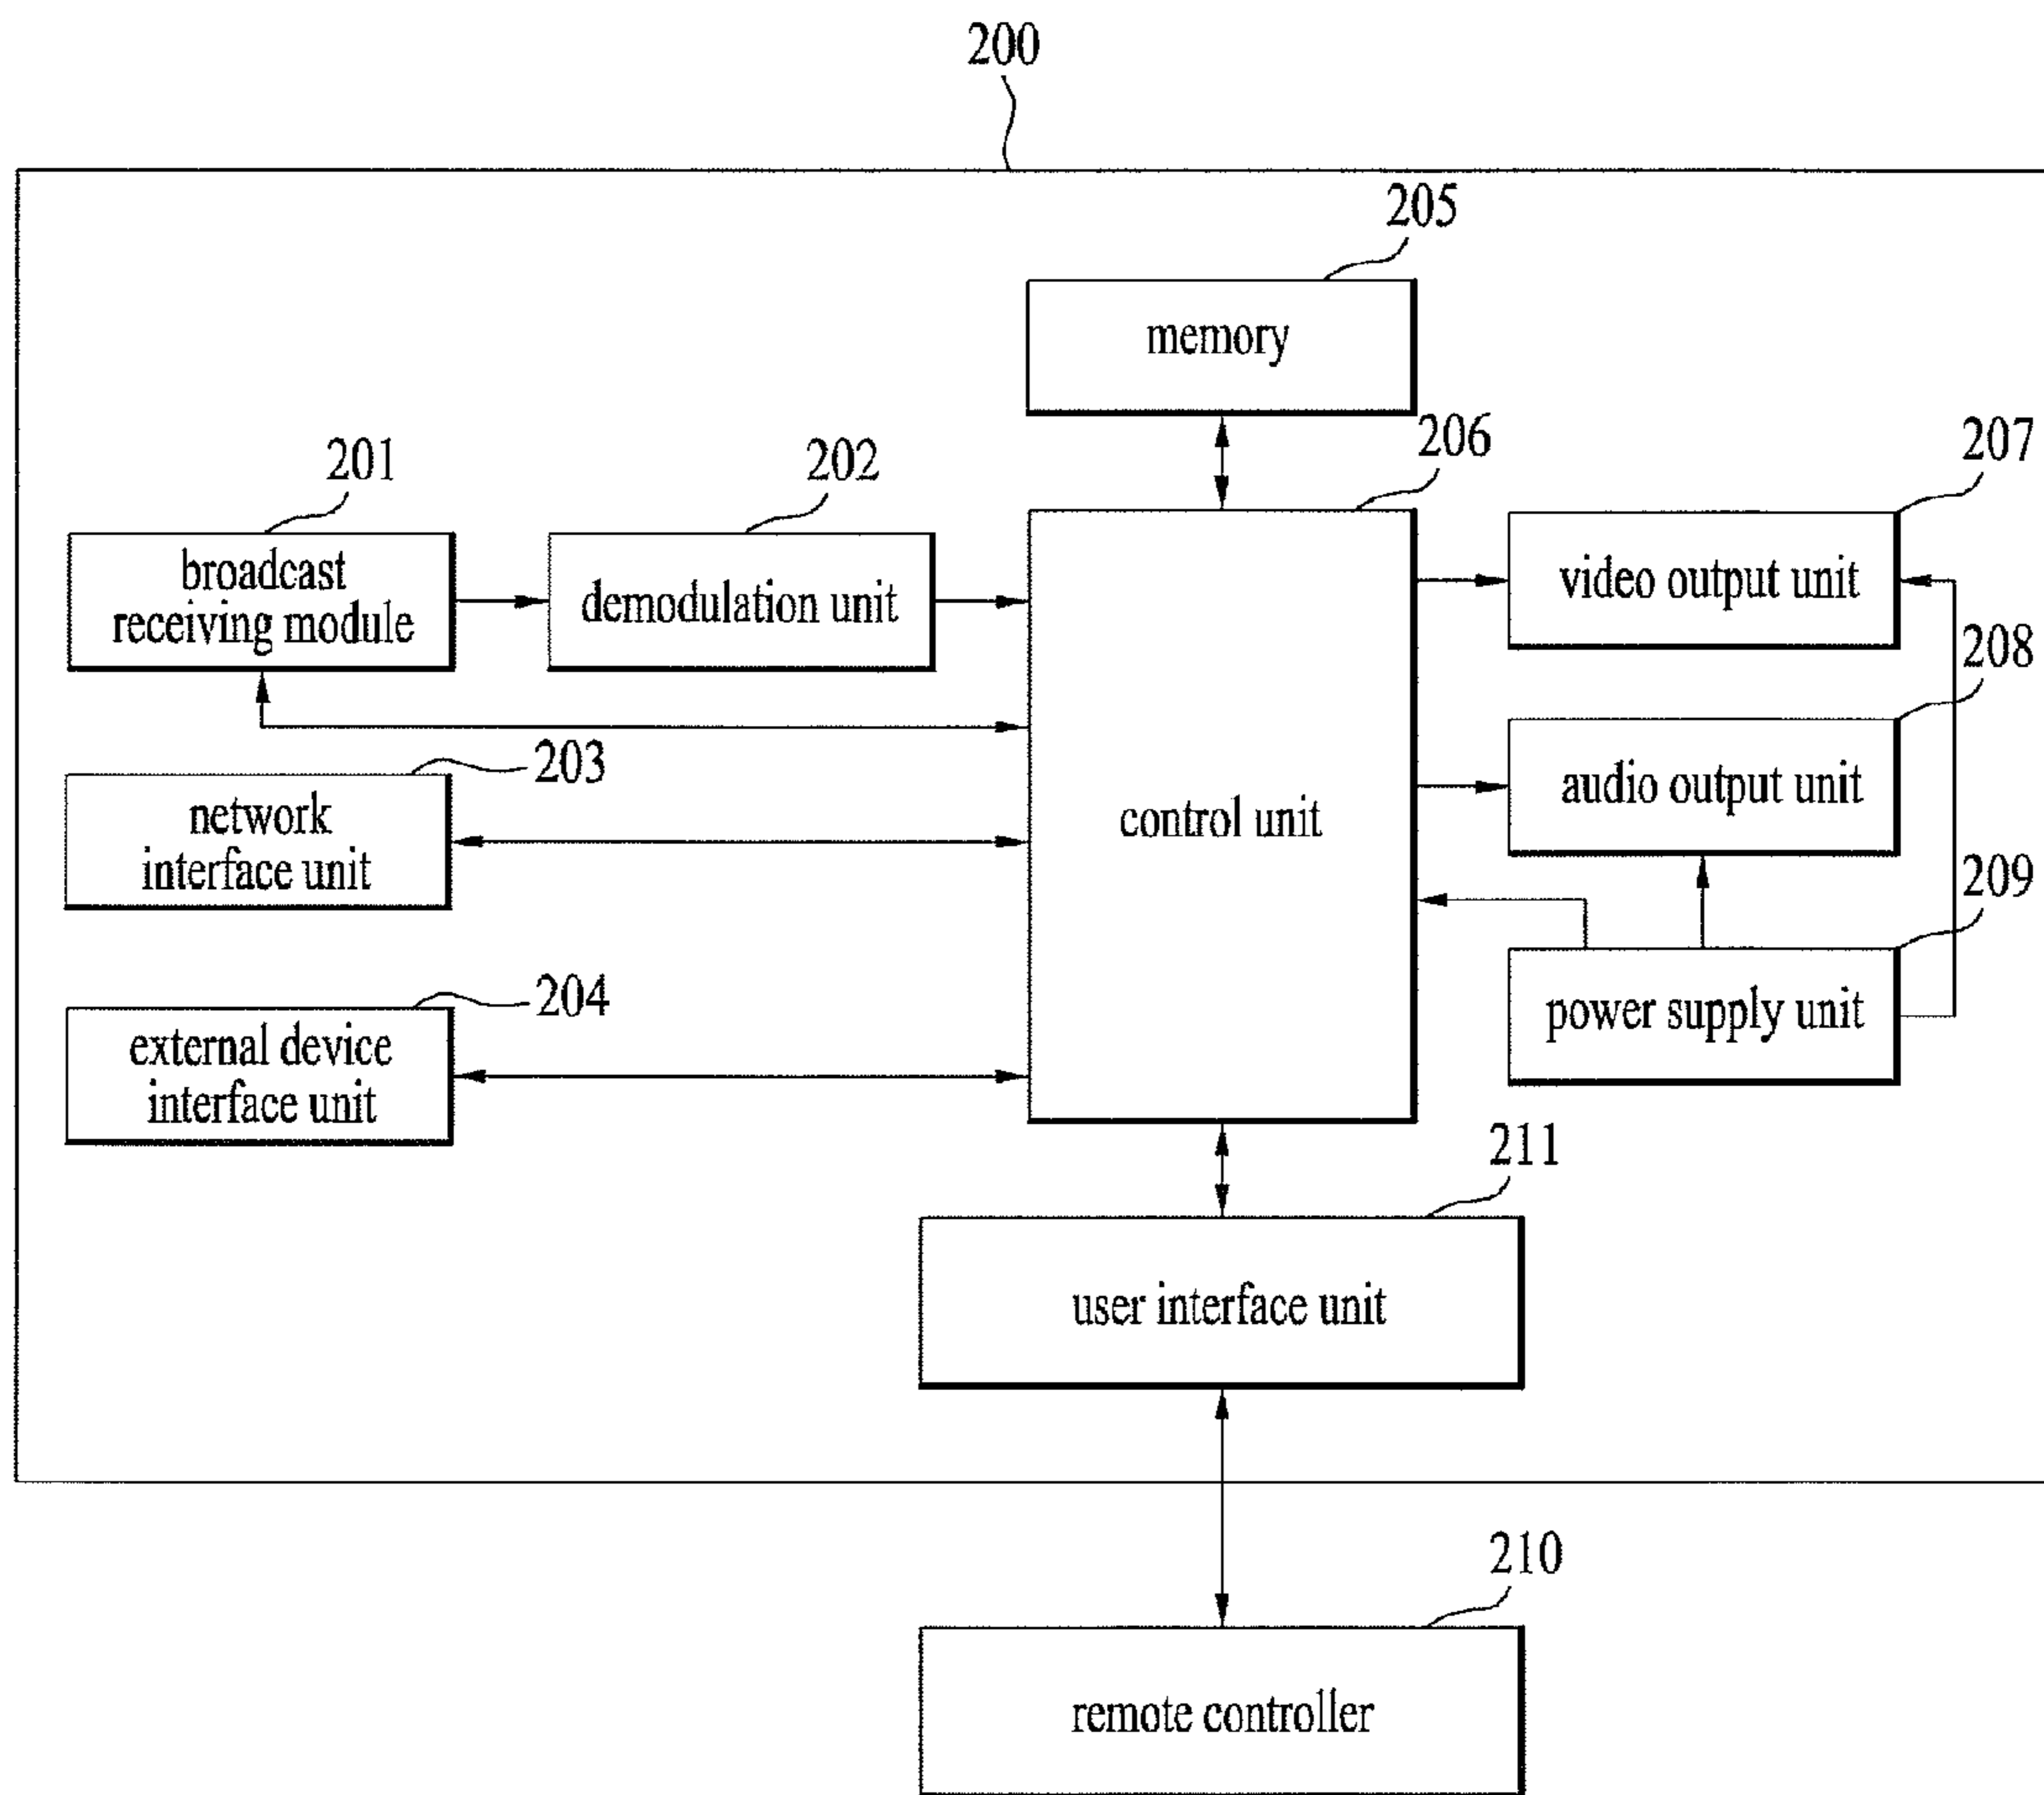 200
205
memory
206
207
201
202
broadcast
receiving module
demodulation unit
video output unit
208
203
network
interface unit
control unit
audio output unit
209
204
external device
interface unit
power supply unit
211
user interface unit
210
remote controller